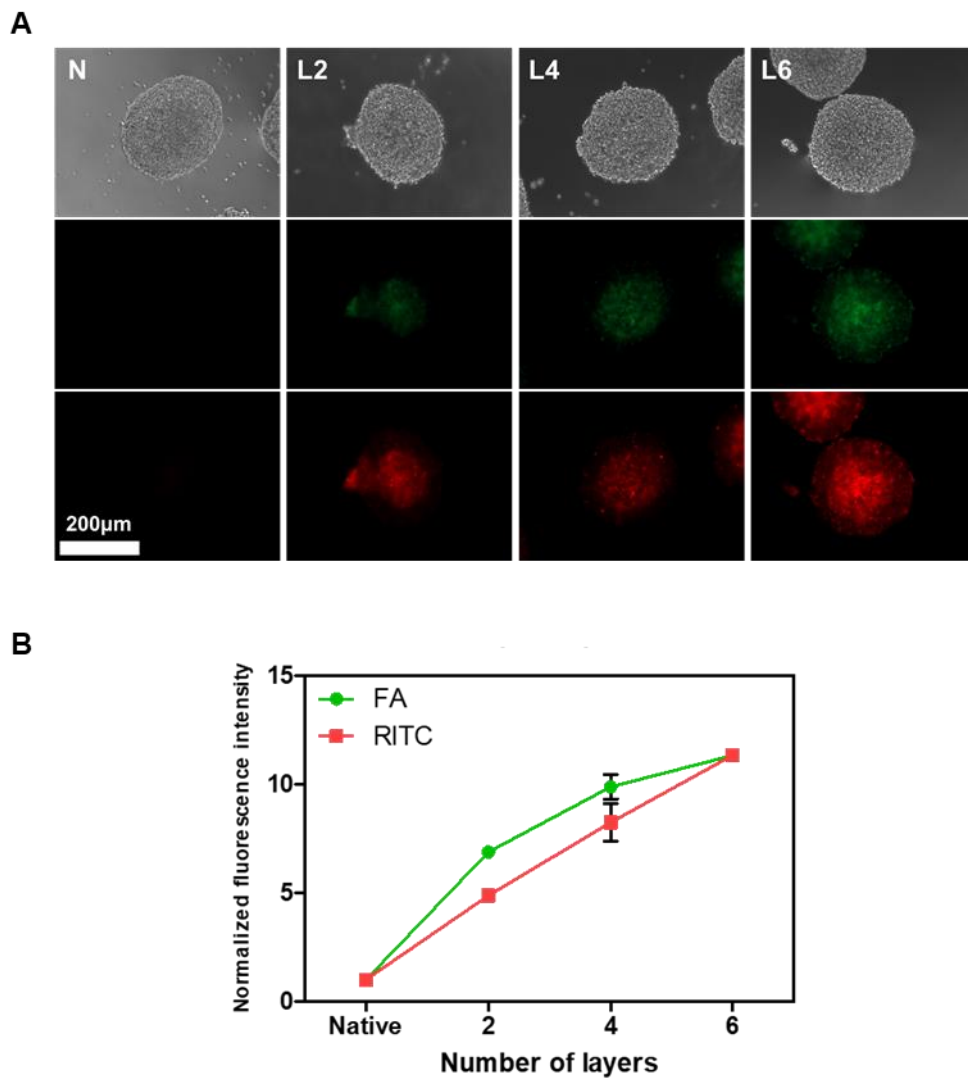 A
N
L2
L4
L6
200μm
B
Normalized fluorescence intensity
15
10
5
0
FA
RITC
Native
2
4
6
Number of layers